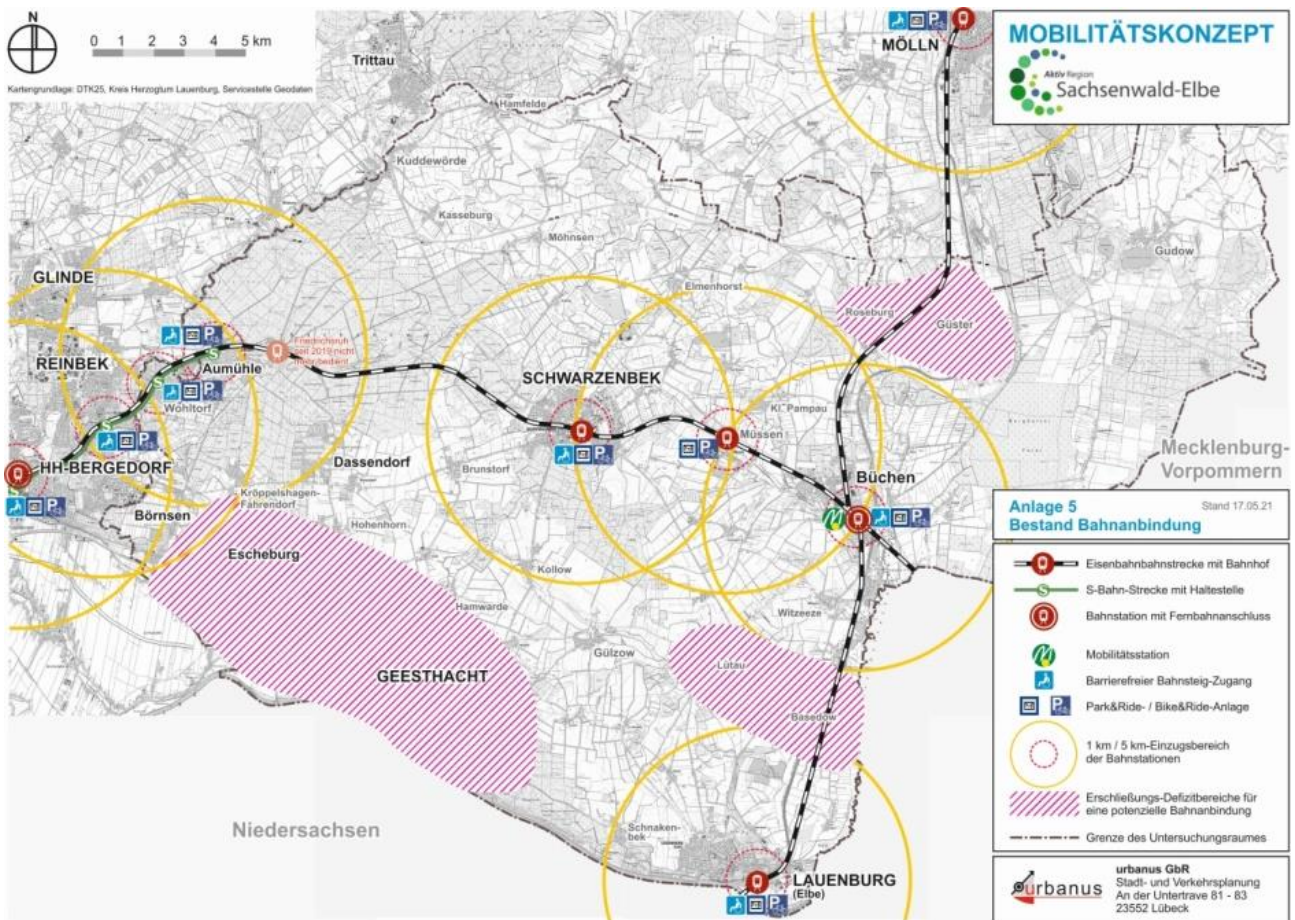 N
0 1 2 3 4 5 km
Kartengrundlage: DTK25, Kreis Herzogtum Lauenburg, Servicestelle Geodaten
MOBILITÄTSKONZEPT
Aktiv Region
Sachsenwald-Elbe
MÖLLN
Trittau
Hamfelde
Kuddewörde
Kasseburg
Möhnsen
Gudow
GLINDE
Elmenhorst
Roseburg
Güster
Friedrichsruh
seit 2019 nicht
mehr bedient
REINBEK
Aumühle
SCHWARZENBEK
Wohltorf
Kl. Pampau
Müssen
Mecklenburg-
Vorpommern
HH-BERGEDORF
Dassendorf
Brunstorf
Büchen
Kröppelshagen-
Fahrendorf
Börnsen
Hohenhorn
Escheburg
Kollow
Hamwarde
Witzeeze
Gülzow
Lütau
GEESTHACHT
Basedow
Niedersachsen
Schnaken-
bek
LAUENBURG
(Elbe)
Anlage 5 Stand 17.05.21
Bestand Bahnanbindung
Eisenbahnbahnstrecke mit Bahnhof
S S-Bahn-Strecke mit Haltestelle
Bahnstation mit Fernbahnanschluss
Mobilitätsstation
Barrierefreier Bahnsteig-Zugang
Park&Ride- / Bike&Ride-Anlage
1 km / 5 km-Einzugsbereich
der Bahnstationen
Erschließungs-Defizitbereiche für
eine potenzielle Bahnanbindung
Grenze des Untersuchungsraumes
urbanus
urbanus GbR
Stadt- und Verkehrsplanung
An der Untertrave 81 - 83
23552 Lübeck